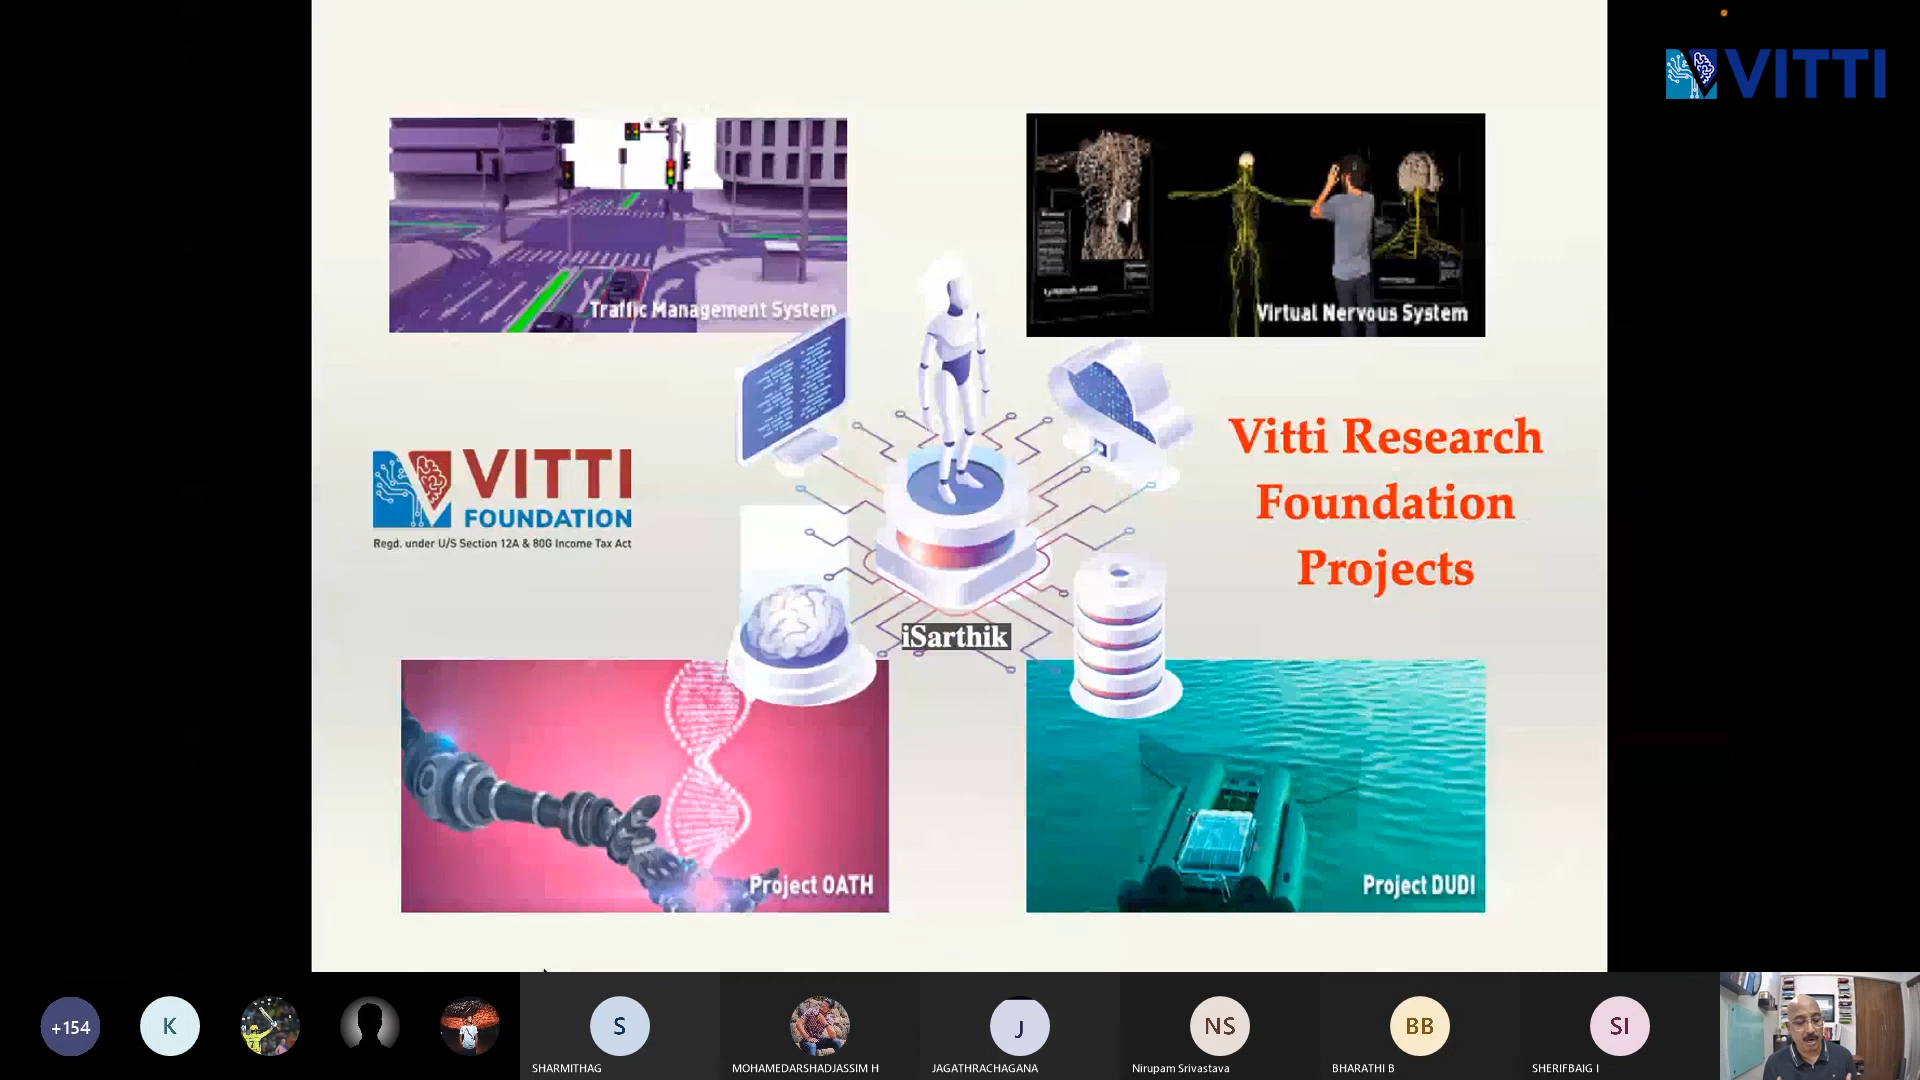 VITTI
Traffic Management System
Virtual Nervous System
VITTI
FOUNDATION
Regd. under U/S Section 12A & 80G Income Tax Act
Vitti Research
Foundation
Projects
iSarthik
Project OATH
Project DUDI
+154
K
S
J
NS
BB
SI
SHARMITHAG
MOHAMEDARSHADJASSIM H
JAGATHRACHAGANA
Nirupam Srivastava
BHARATHI B
SHERIFBAIG I